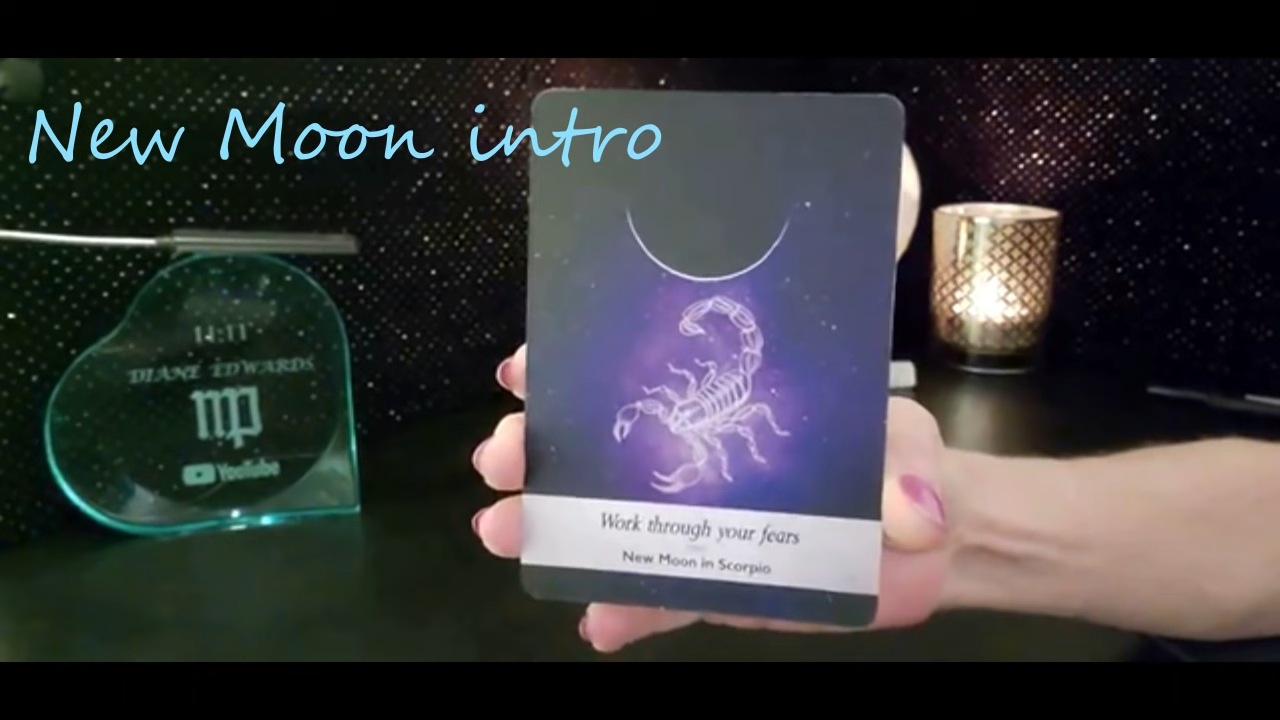 New Moon intro
11:11
DIANE EDWARDS
YouTube
Work through your fears
New Moon in Scorpio